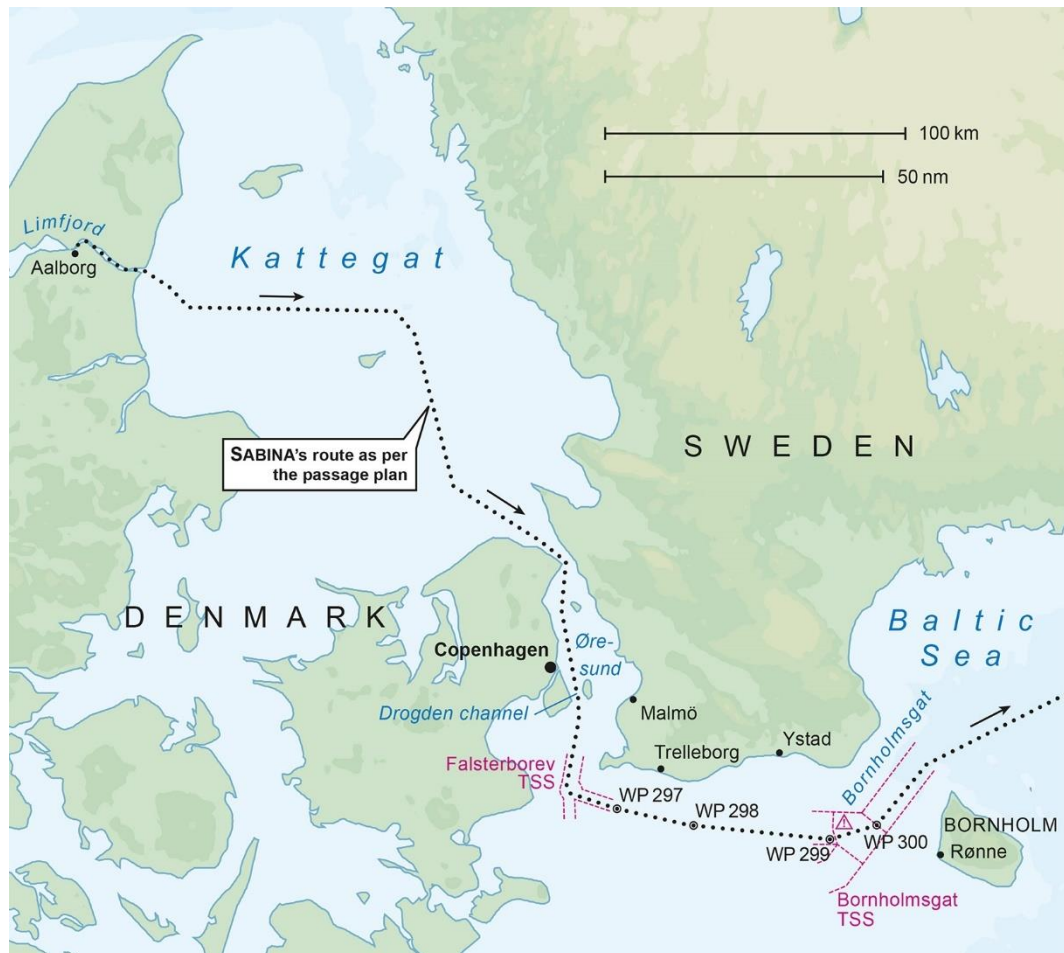 100 km
50 nm
Limfjord
Aalborg
Kattegat
SABINA's route as per
the passage plan
SWEDEN
DENMARK
Copenhagen
Øre-
sund
Baltic
Sea
Drogden channel
Malmö
Trelleborg
Ystad
Bornholmsgat
Falsterborev
TSS
WP 297
WP 298
WP 299
WP 300
BORNHOLM
Rønne
Bornholmsgat
TSS